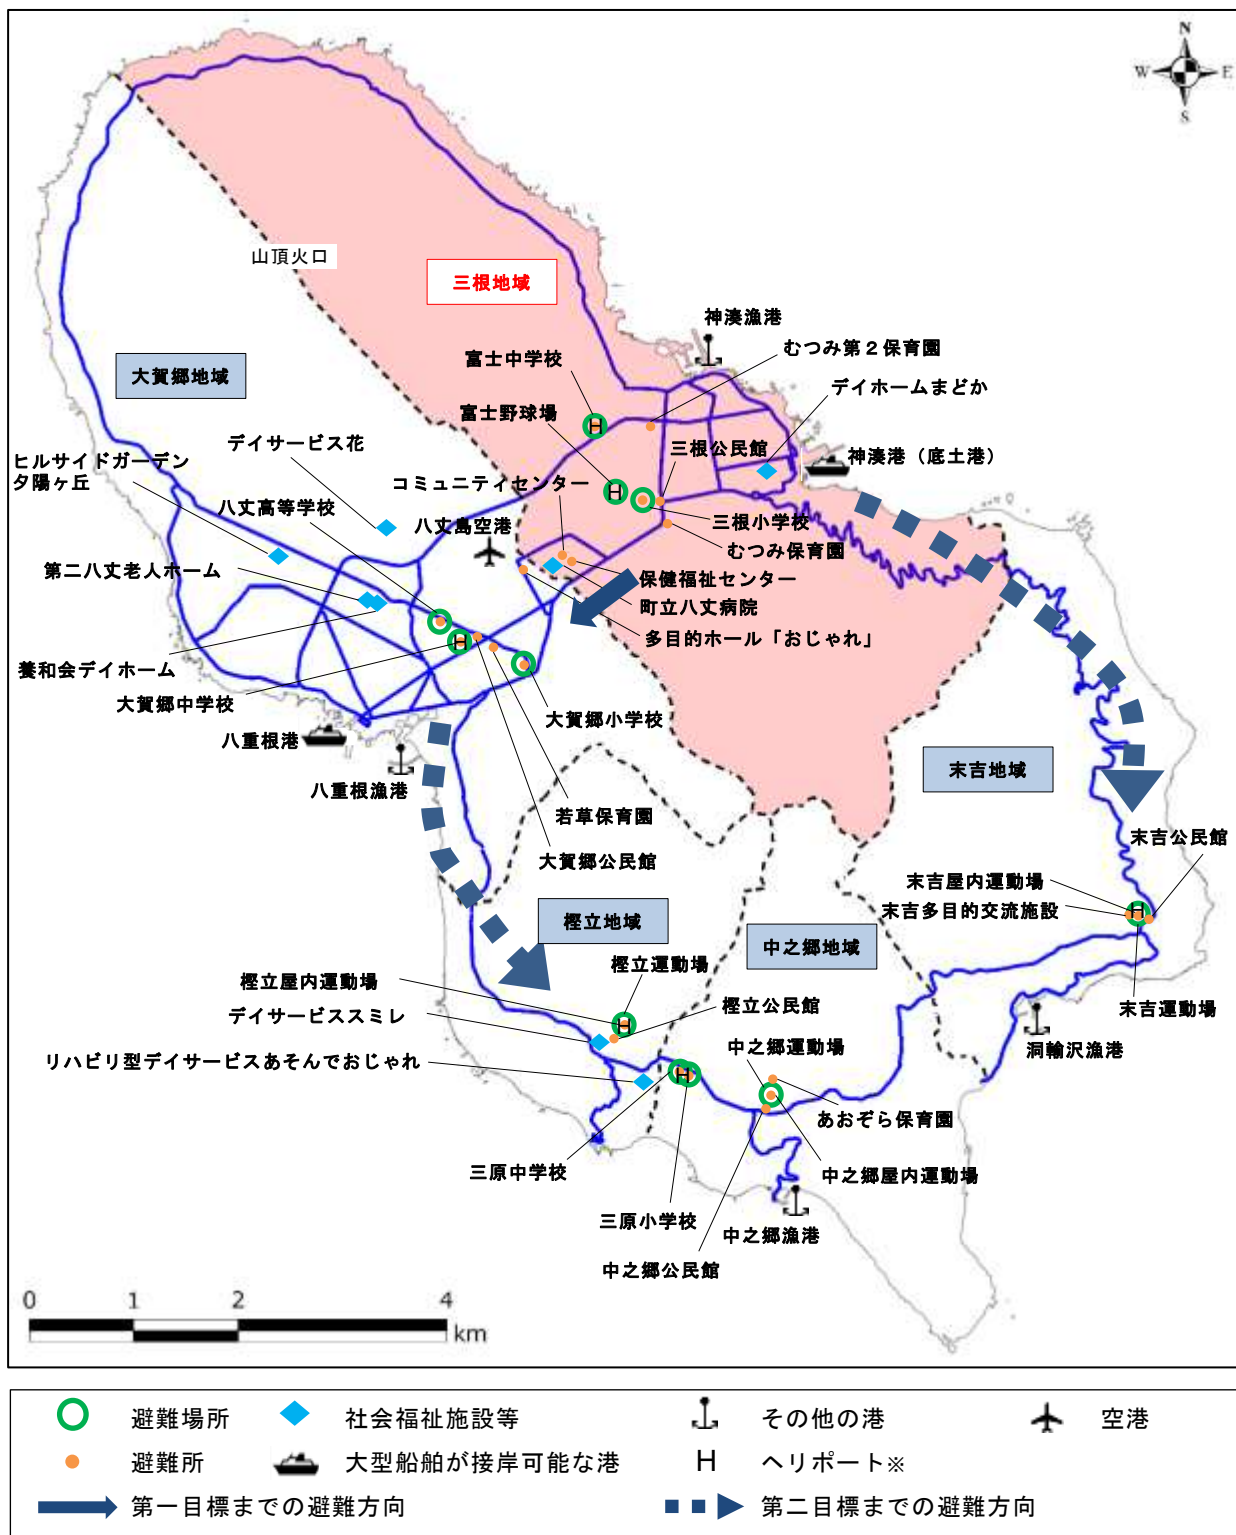 N
W E
S
山頂火口
三根地域
神湊漁港
むつみ第２保育園
富士中学校
大賀郷地域
デイホームまどか
富士野球場
デイサービス花
三根公民館
ヒルサイドガーデン
夕陽ヶ丘
神湊港（底土港）
コミュニティセンター
八丈高等学校
三根小学校
八丈島空港
むつみ保育園
第二八丈老人ホーム
保健福祉センター
町立八丈病院
多目的ホール「おじゃれ」
養和会デイホーム
大賀郷中学校
大賀郷小学校
八重根港
末吉地域
八重根漁港
若草保育園
末吉公民館
大賀郷公民館
末吉屋内運動場
末吉多目的交流施設
樫立地域
中之郷地域
樫立運動場
樫立屋内運動場
樫立公民館
末吉運動場
デイサービススミレ
中之郷運動場
洞輪沢漁港
リハビリ型デイサービスあそんでおじゃれ
あおぞら保育園
三原中学校
中之郷屋内運動場
三原小学校
中之郷漁港
中之郷公民館
0 1 2 4
km
避難場所 社会福祉施設等 その他の港 空港
避難所 大型船舶が接岸可能な港 H ヘリポート※
第一目標までの避難方向 第二目標までの避難方向